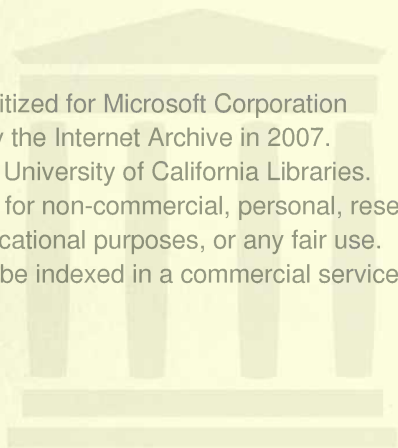 itized for Microsoft Corporation
y the Internet Archive in 2007.
University of California Libraries.
for non-commercial, personal, rese
cational purposes, or any fair use.
be indexed in a commercial service